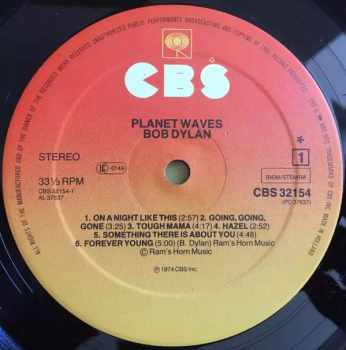 CBS
PLANET WAVES
BOB DYLAN
STEREO
33⅓ RPM
CBS 32154-1
AL 37637
1
BIEM/STEMRA
CBS 32154
(PC 37637)
1. ON A NIGHT LIKE THIS (2:57) 2. GOING, GOING,
GONE (3:25) 3. TOUGH MAMA (4:17) 4. HAZEL (2:52)
5. SOMETHING THERE IS ABOUT YOU (4:46)
6. FOREVER YOUNG (5:00) (B. Dylan) Ram's Horn Music
© Ram's Horn Music
℗ 1974 CBS Inc.